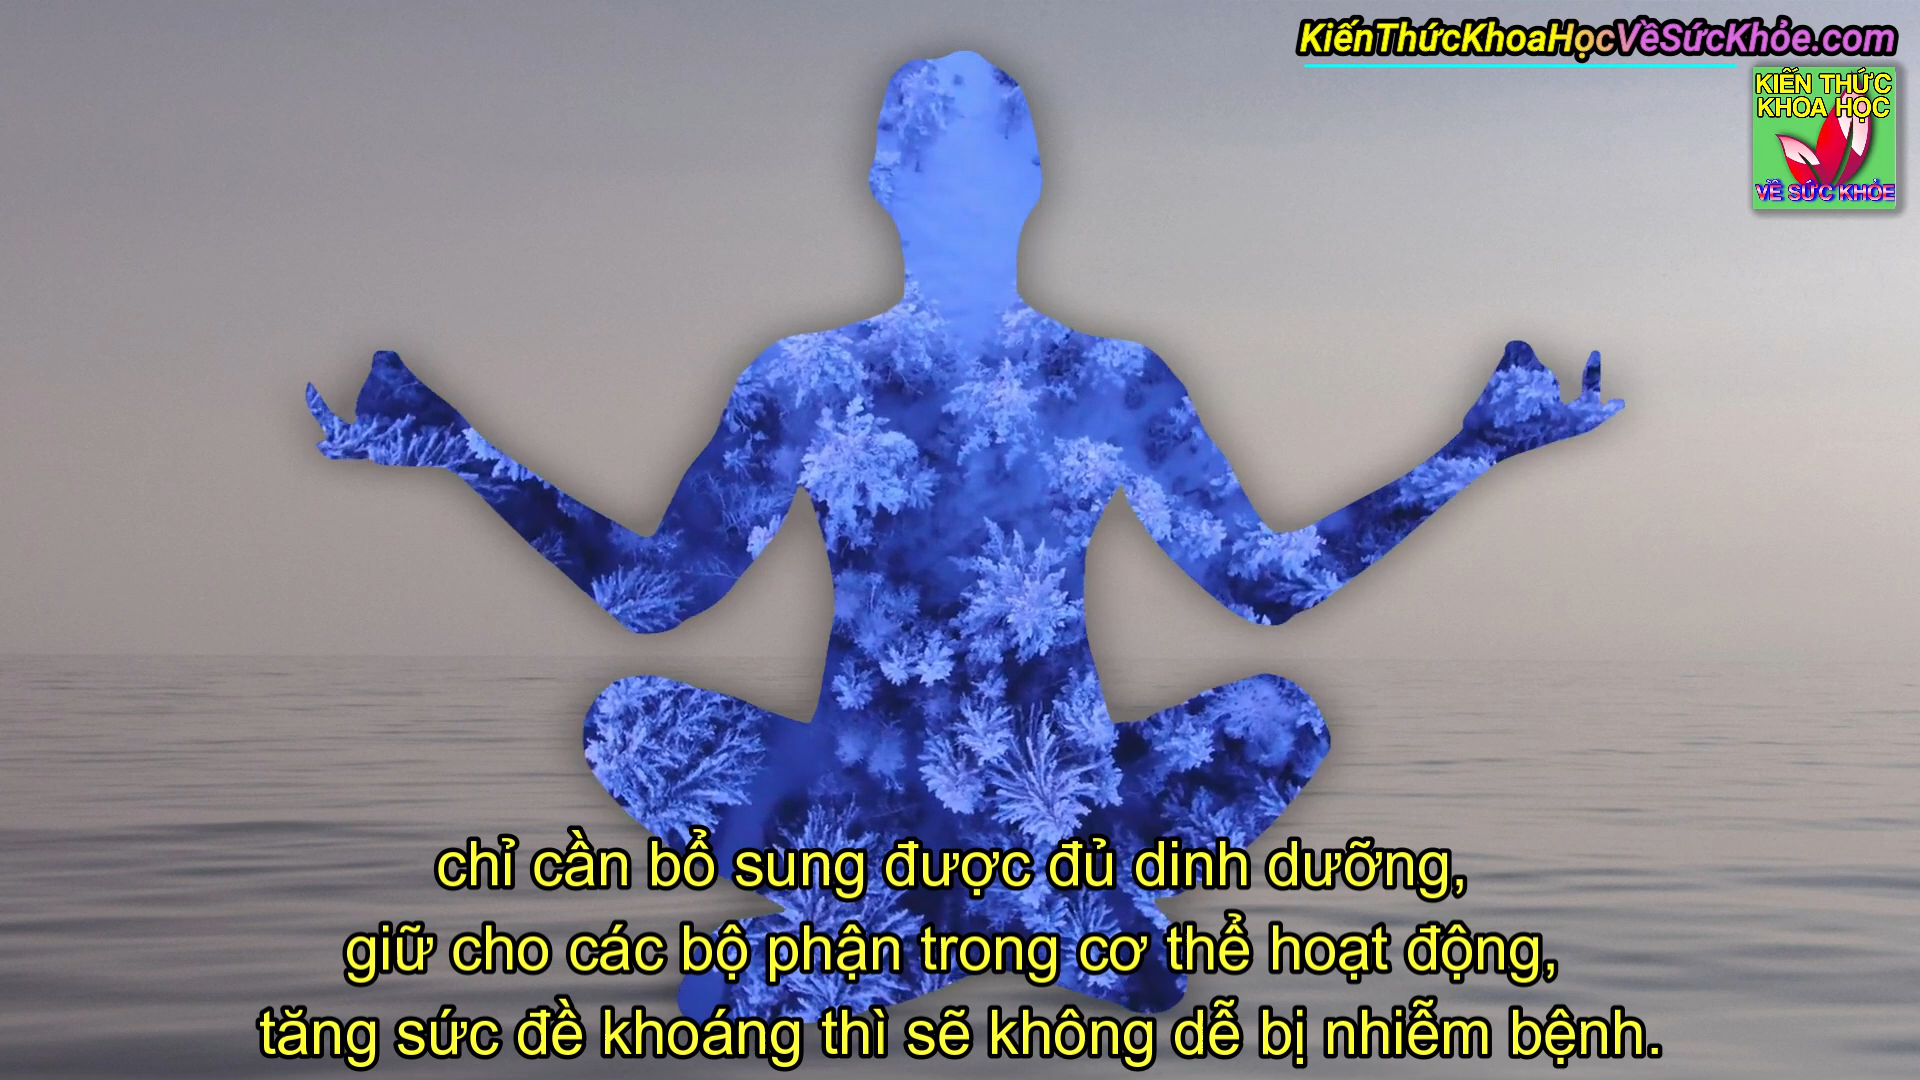 KiếnThứcKhoaHọcVềSứcKhỏe.com
KIẾN THỨC
KHOA HỌC
VỀ SỨC KHỎE
chỉ cần bổ sung được đủ dinh dưỡng,
giữ cho các bộ phận trong cơ thể hoạt động,
tăng sức đề khoáng thì sẽ không dễ bị nhiễm bệnh.